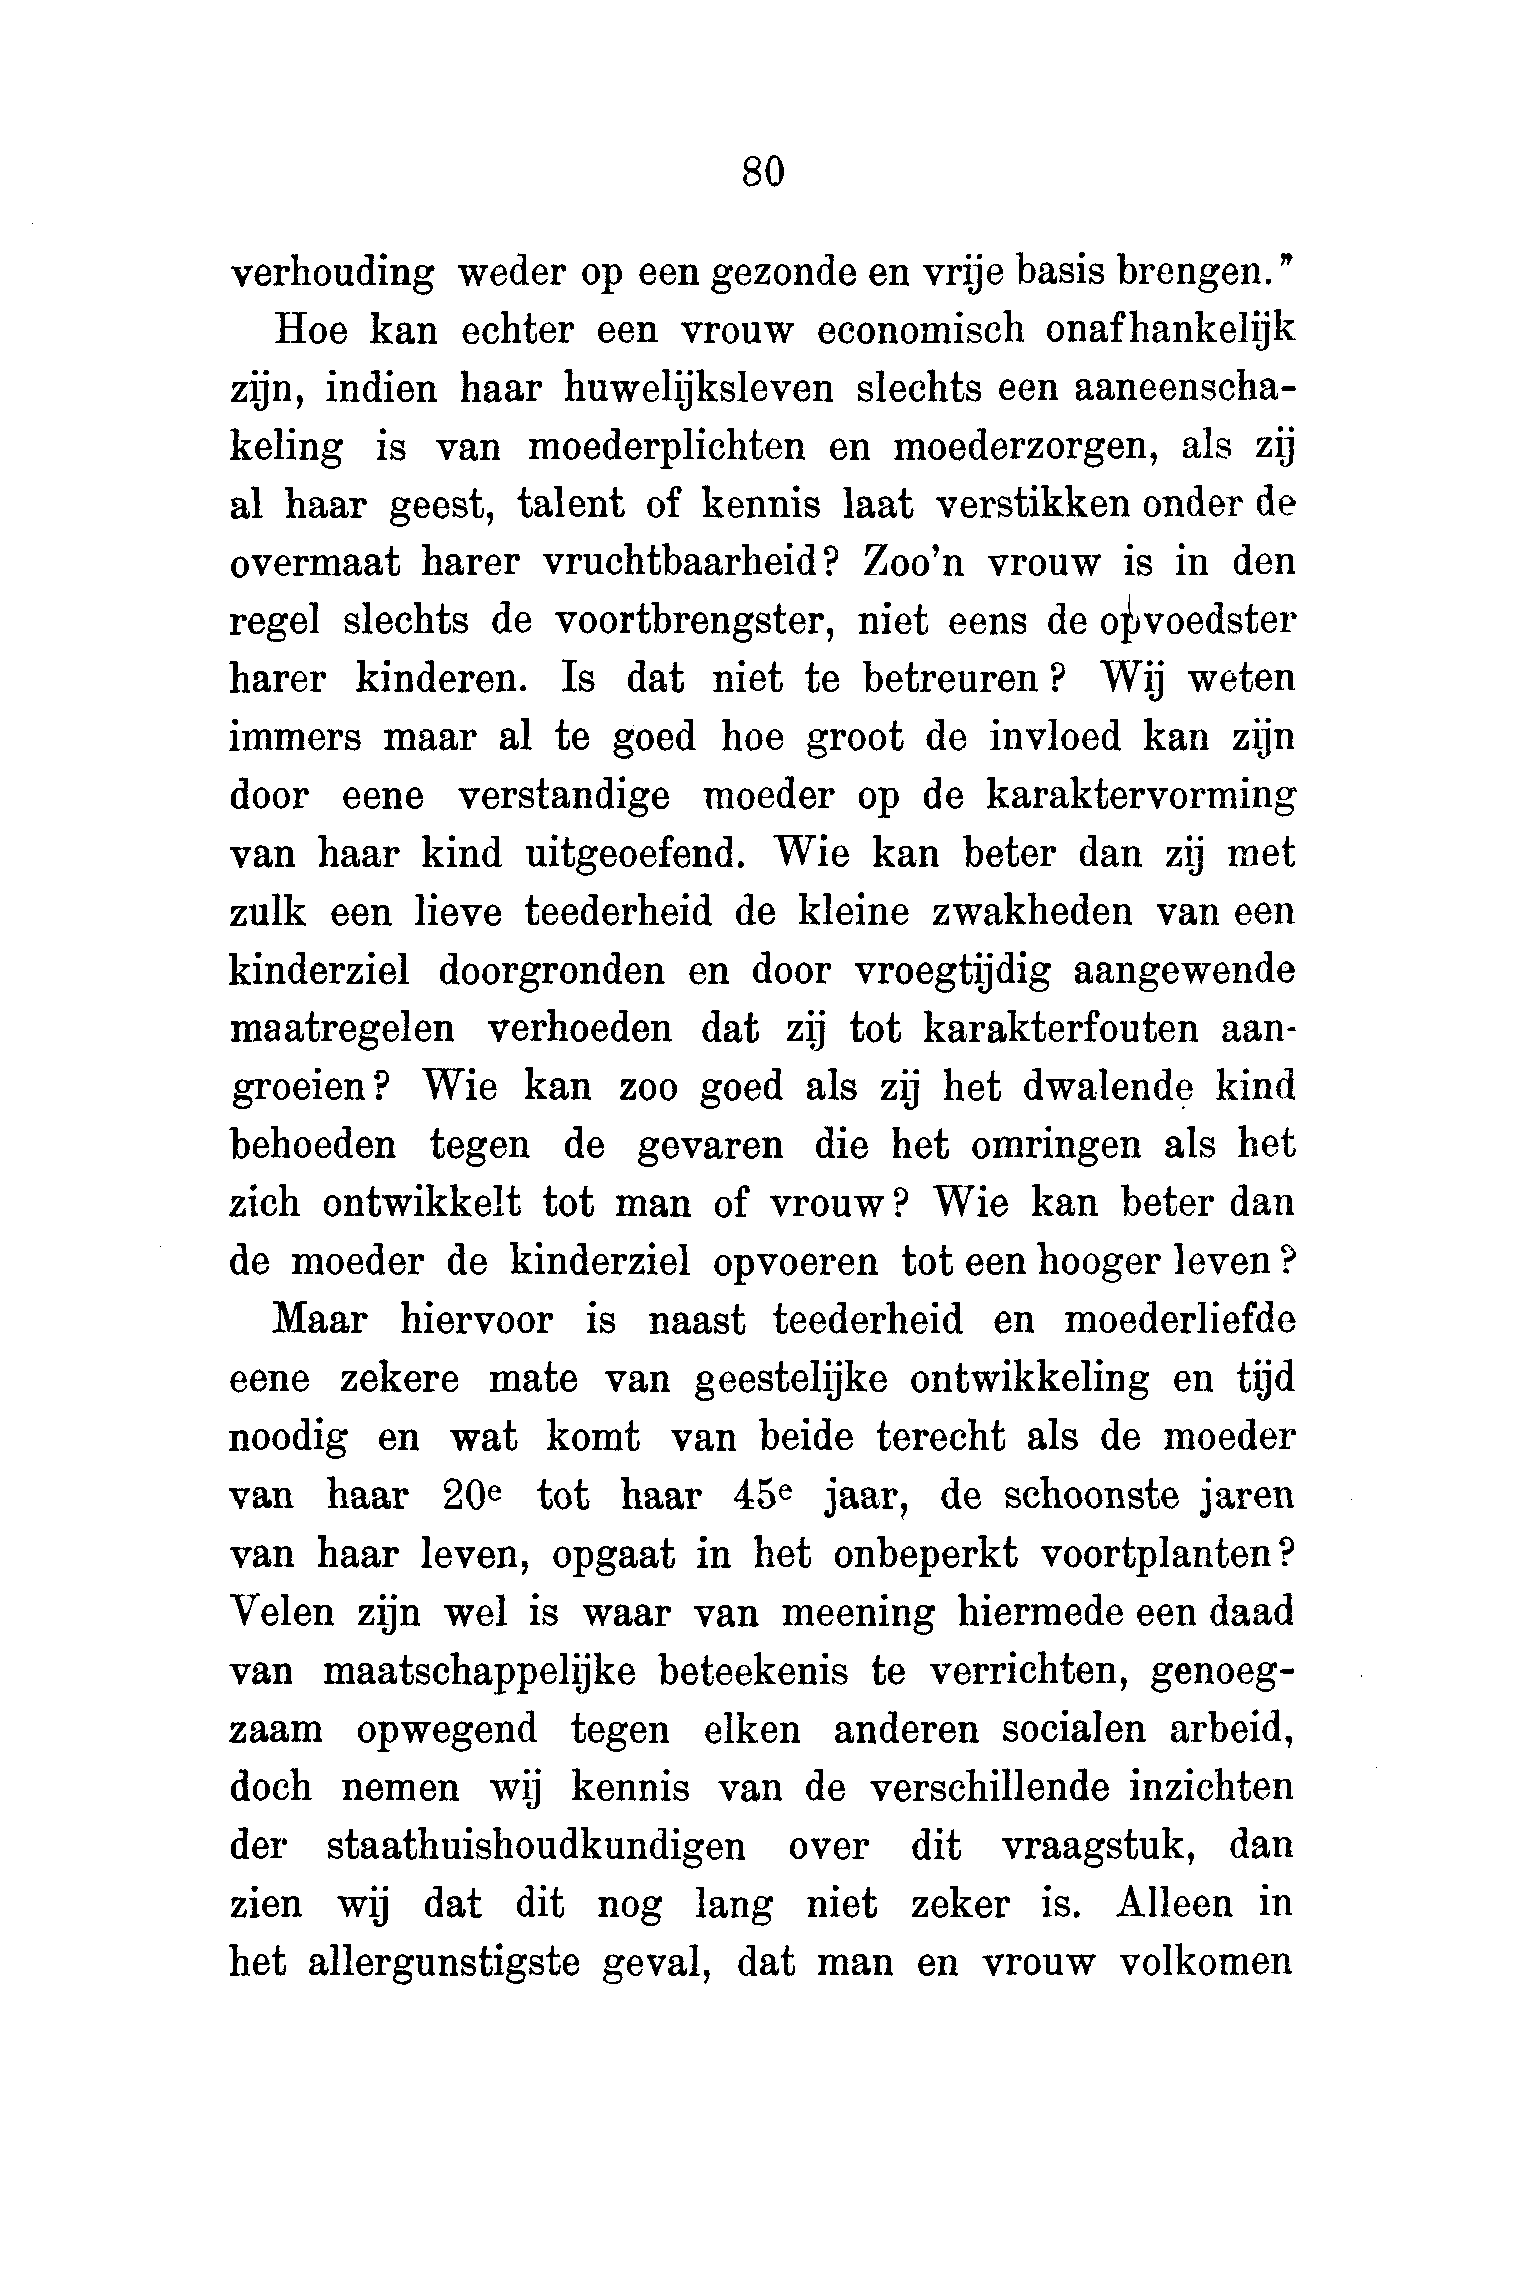 80
verhouding weder op een gezonde en vrije basis brengen."
Hoe kan echter een vrouw economisch onafhankelijk
zijn, indien haar huwelijksleven slechts een aaneenscha-
keling is van moederplichten en moederzorgen, als zij
al haar geest, talent of kennis laat verstikken onder de
overmaat harer vruchtbaarheid? Zoo'n vrouw is in den
regel slechts de voortbrengster, niet eens de opvoedster
harer kinderen. Is dat niet te betreuren? Wij weten
immers maar al te goed hoe groot de invloed kan zijn
door eene verstandige moeder op de karaktervorming
van haar kind uitgeoefend. Wie kan beter dan zij met
zulk een lieve teederheid de kleine zwakheden van een
kinderziel doorgronden en door vroegtijdig aangewende
maatregelen verhoeden dat zij tot karakterfouten aan-
groeien? Wie kan zoo goed als zij het dwalende kind
behoeden tegen de gevaren die het omringen als het
zich ontwikkelt tot man of vrouw? Wie kan beter dan
de moeder de kinderziel opvoeren tot een hooger leven?
Maar hiervoor is naast teederheid en moederliefde
eene zekere mate van geestelijke ontwikkeling en tijd
noodig en wat komt van beide terecht als de moeder
van haar 20e tot haar 45e jaar, de schoonste jaren
van haar leven, opgaat in het onbeperkt voortplanten?
Velen zijn wel is waar van meening hiermede een daad
van maatschappelijke beteekenis te verrichten, genoeg-
zaam opwegend tegen elken anderen socialen arbeid,
doch nemen wij kennis van de verschillende inzichten
der staathuishoudkundigen over dit vraagstuk, dan
zien wij dat dit nog lang niet zeker is. Alleen in
het allergunstigste geval, dat man en vrouw volkomen